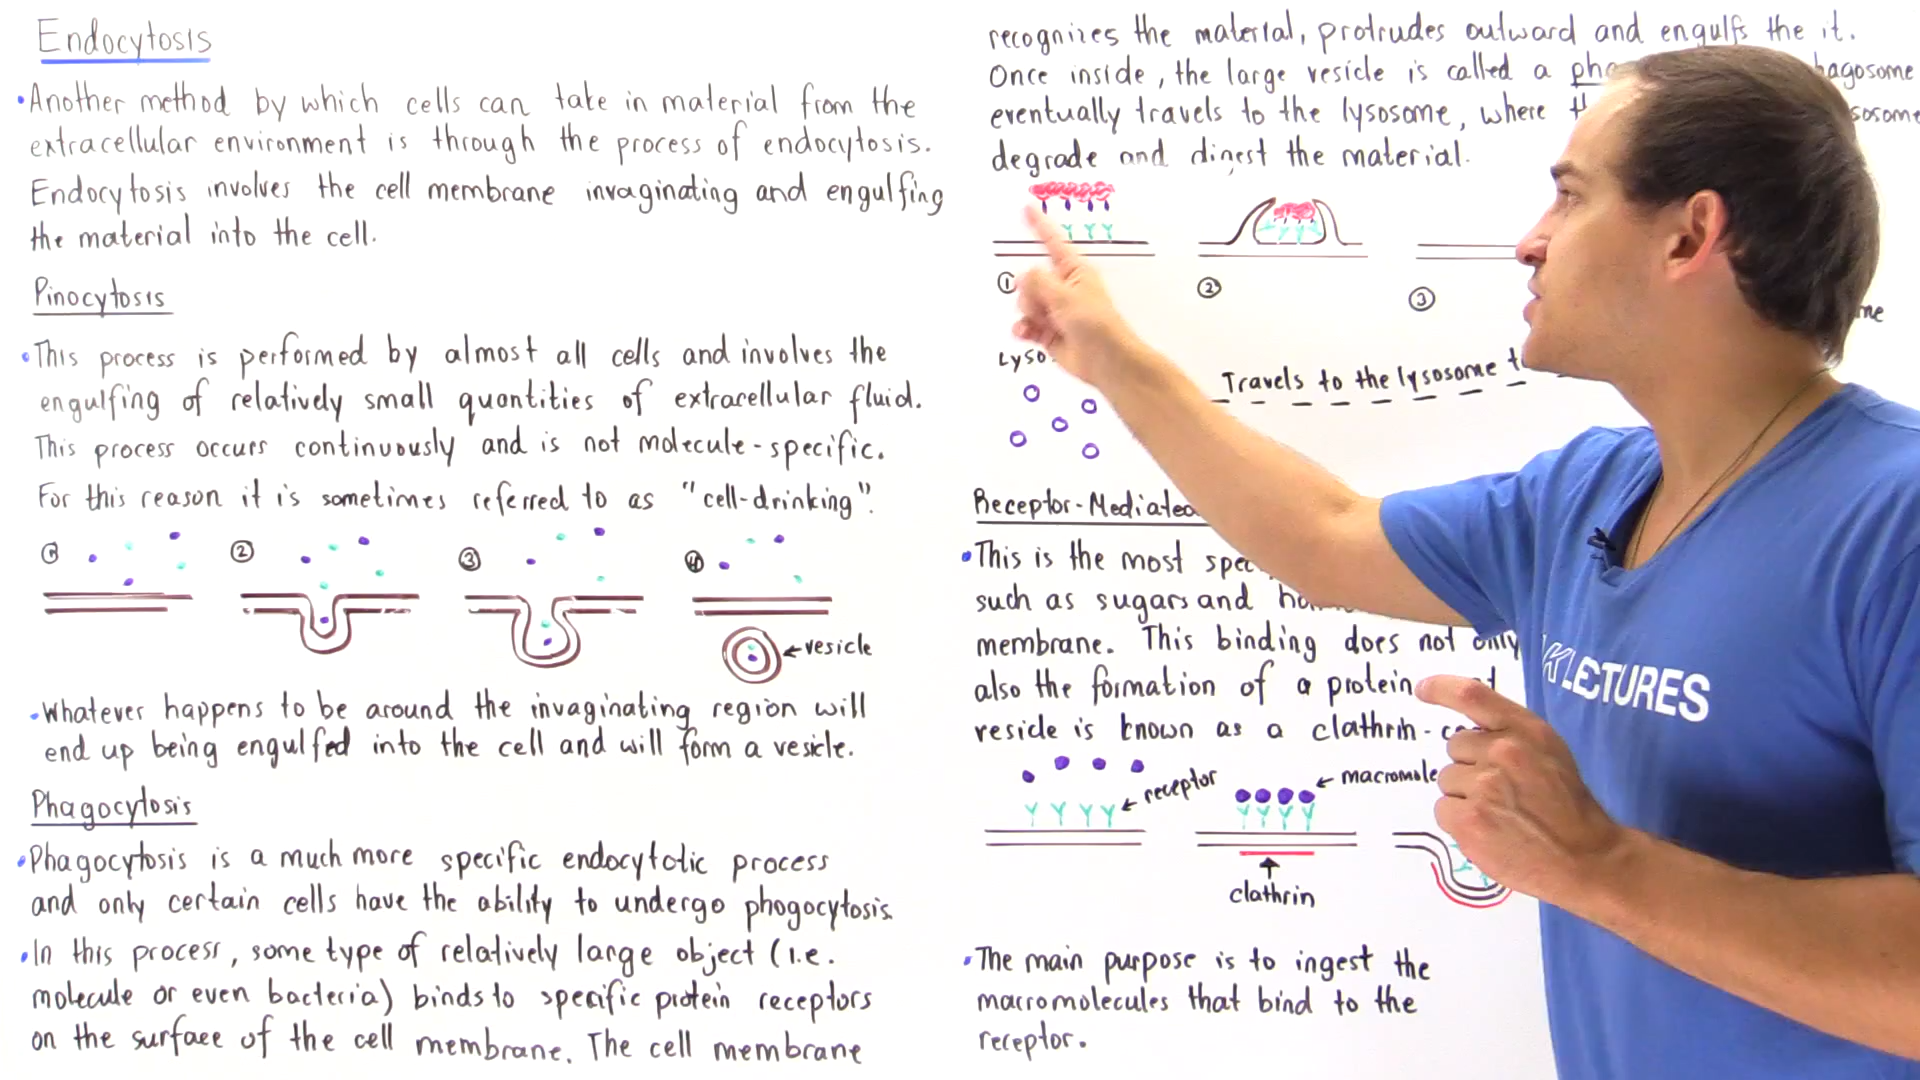 Endocytosis
•Another method by which cells can take in material from the
extracellular environment is through the process of endocytosis.
Endocytosis involves the cell membrane invaginating and engulfing
the material into the cell.
Pinocytosis
•This process is performed by almost all cells and involves the
engulfing of relatively small quantities of extracellular fluid.
This process occurs continuously and is not molecule-specific.
For this reason it is sometimes referred to as "cell-drinking".
① ② ③ ④
←vesicle
•Whatever happens to be around the invaginating region will
end up being engulfed into the cell and will form a vesicle.
Phagocytosis
•Phagocytosis is a much more specific endocytotic process
and only certain cells have the ability to undergo phogocytosis.
•In this process, some type of relatively large object (i.e.
molecule or even bacteria) binds to specific protein receptors
on the surface of the cell membrane. The cell membrane
recognizes the material, protrudes outward and engulfs the it.
Once inside, the large vesicle is called a
eventually travels to the lysosome, where
degrade and digest the material.
① ② ③
Travels to the lysosome
Receptor-Mediated
•This is the most
such as sugars and
membrane. This binding does not only
also the formation of a protein
vesicle is known as a clathrin-
←receptor
←
clathrin
•The main purpose is to ingest the
macromolecules that bind to the
receptor.
LECTURES